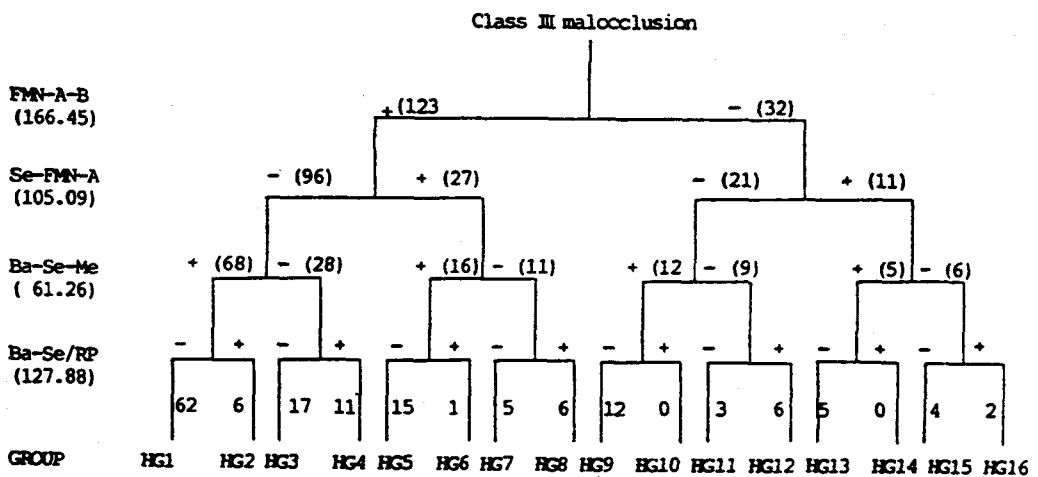 Class III malocclusion
FMN-A-B
(166.45)
+ (123
- (32)
Se-FMN-A
(105.09)
- (96)
+ (27)
- (21)
+ (11)
Ba-Se-Me
( 61.26)
+ (68)
- (28)
+ (16)
- (11)
+ (12
- (9)
+ (5)
- (6)
Ba-Se/RP
(127.88)
- + - + - + - + - + - + - + - +
62 6 17 11 15 1 5 6 12 0 3 6 5 0 4 2
GROUP HG1 HG2 HG3 HG4 HG5 HG6 HG7 HG8 HG9 HG10 HG11 HG12 HG13 HG14 HG15 HG16